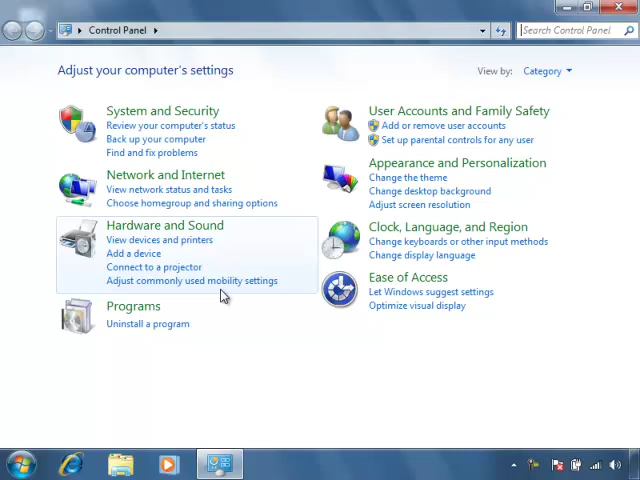 Control Panel
Search Control Panel
Adjust your computer's settings
View by: Category
System and Security
Review your computer's status
Back up your computer
Find and fix problems
Network and Internet
View network status and tasks
Choose homegroup and sharing options
Hardware and Sound
View devices and printers
Add a device
Connect to a projector
Adjust commonly used mobility settings
Programs
Uninstall a program
User Accounts and Family Safety
Add or remove user accounts
Set up parental controls for any user
Appearance and Personalization
Change the theme
Change desktop background
Adjust screen resolution
Clock, Language, and Region
Change keyboards or other input methods
Change display language
Ease of Access
Let Windows suggest settings
Optimize visual display